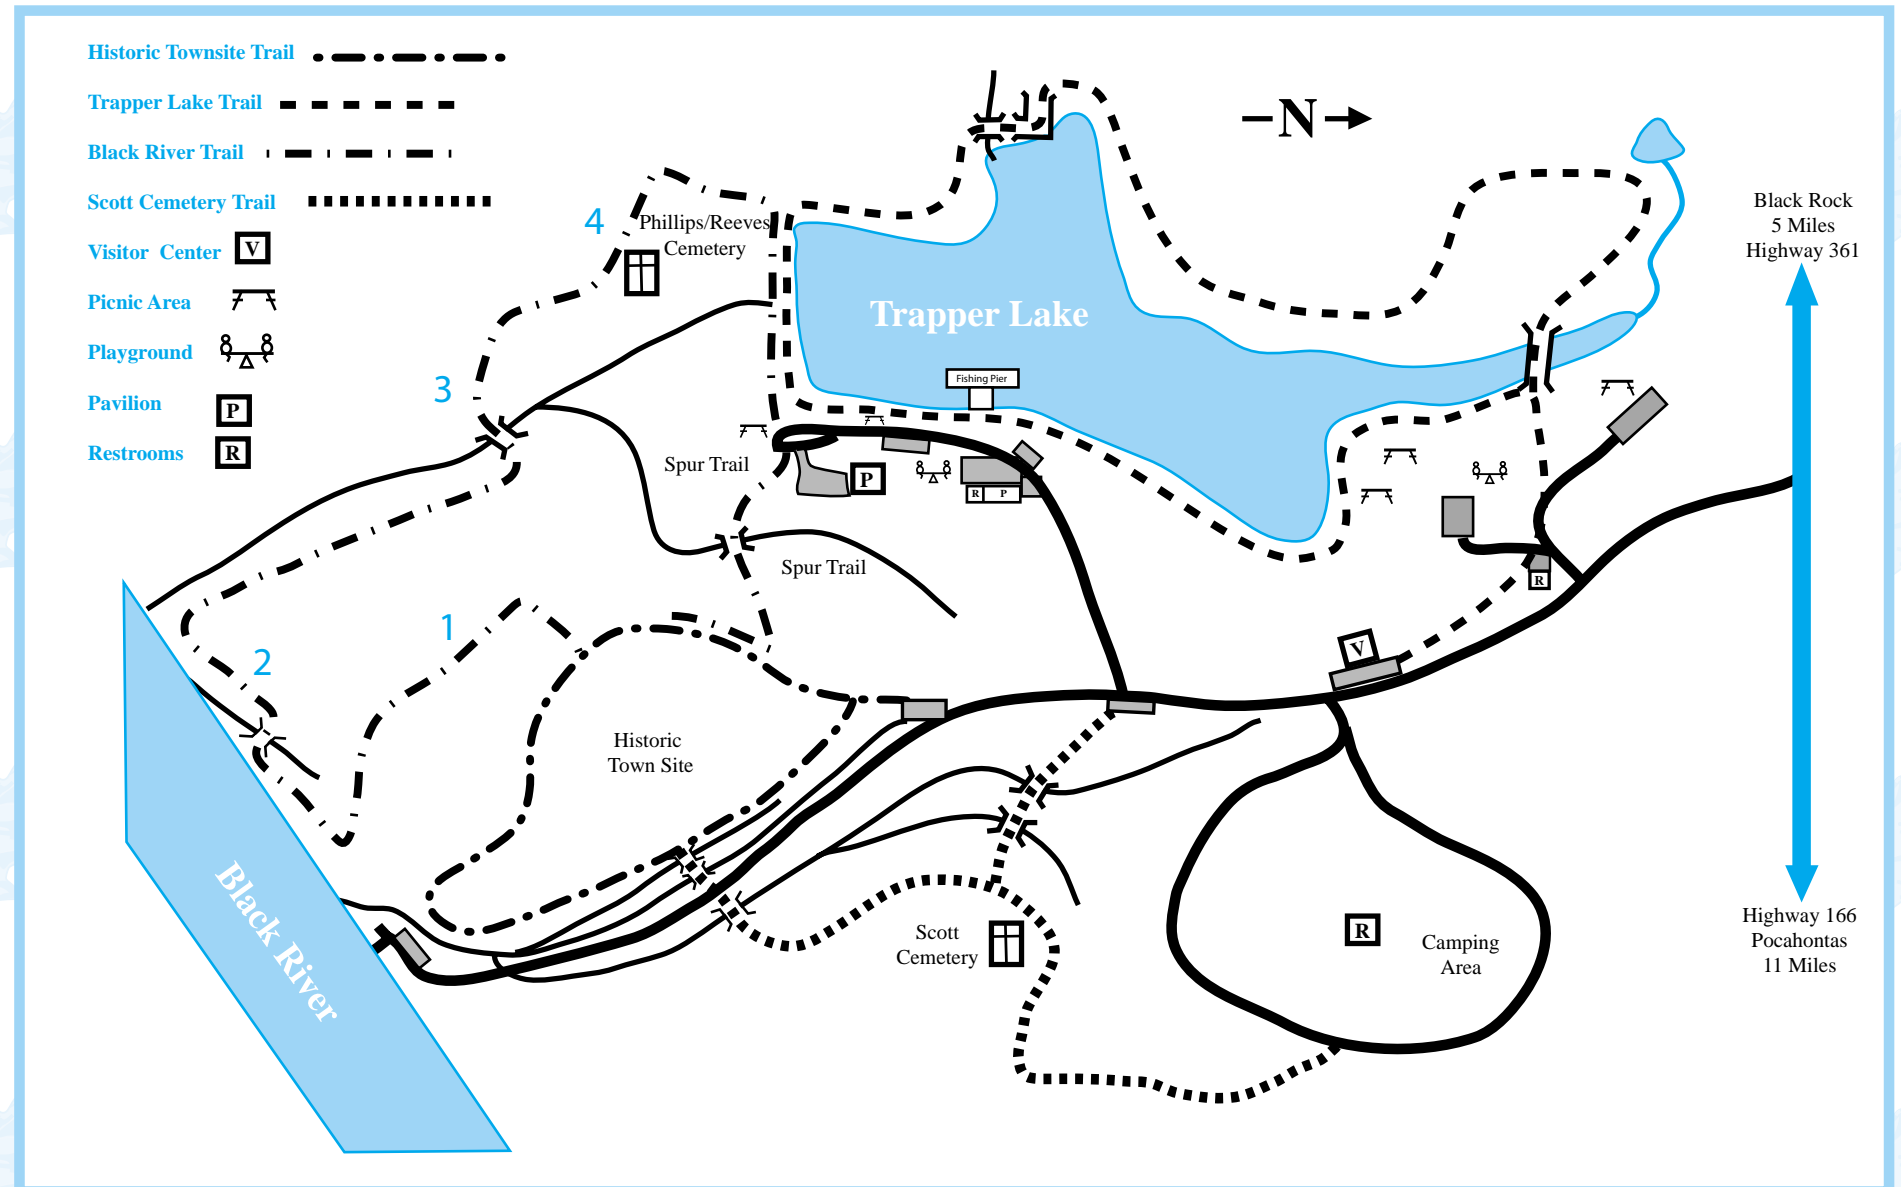 Historic Townsite Trail
Trapper Lake Trail
Black River Trail
Scott Cemetery Trail
Visitor Center V
Picnic Area
Playground
Pavilion P
Restrooms R
N
4
Phillips/Reeves
Cemetery
3
Trapper Lake
Fishing Pier
Black Rock
5 Miles
Highway 361
Spur Trail
P
R P
Spur Trail
R
1
2
V
Historic
Town Site
Black River
Scott
Cemetery
R
Camping
Area
Highway 166
Pocahontas
11 Miles